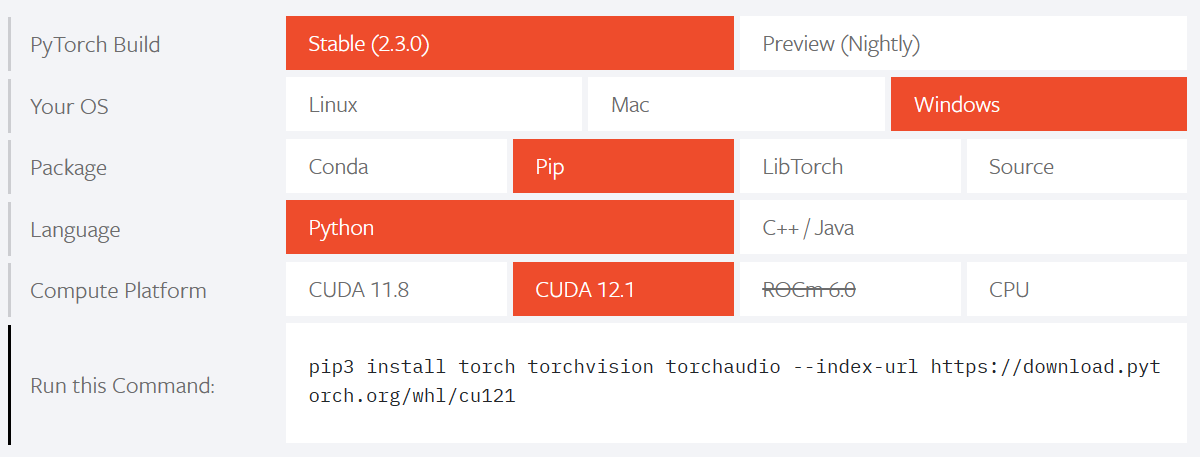 PyTorch Build Stable (2.3.0) Preview (Nightly)
Your OS Linux Mac Windows
Package Conda Pip LibTorch Source
Language Python C++ / Java
Compute Platform CUDA 11.8 CUDA 12.1 ROCm 6.0 CPU
Run this Command: pip3 install torch torchvision torchaudio --index-url https://download.pyt
orch.org/whl/cu121